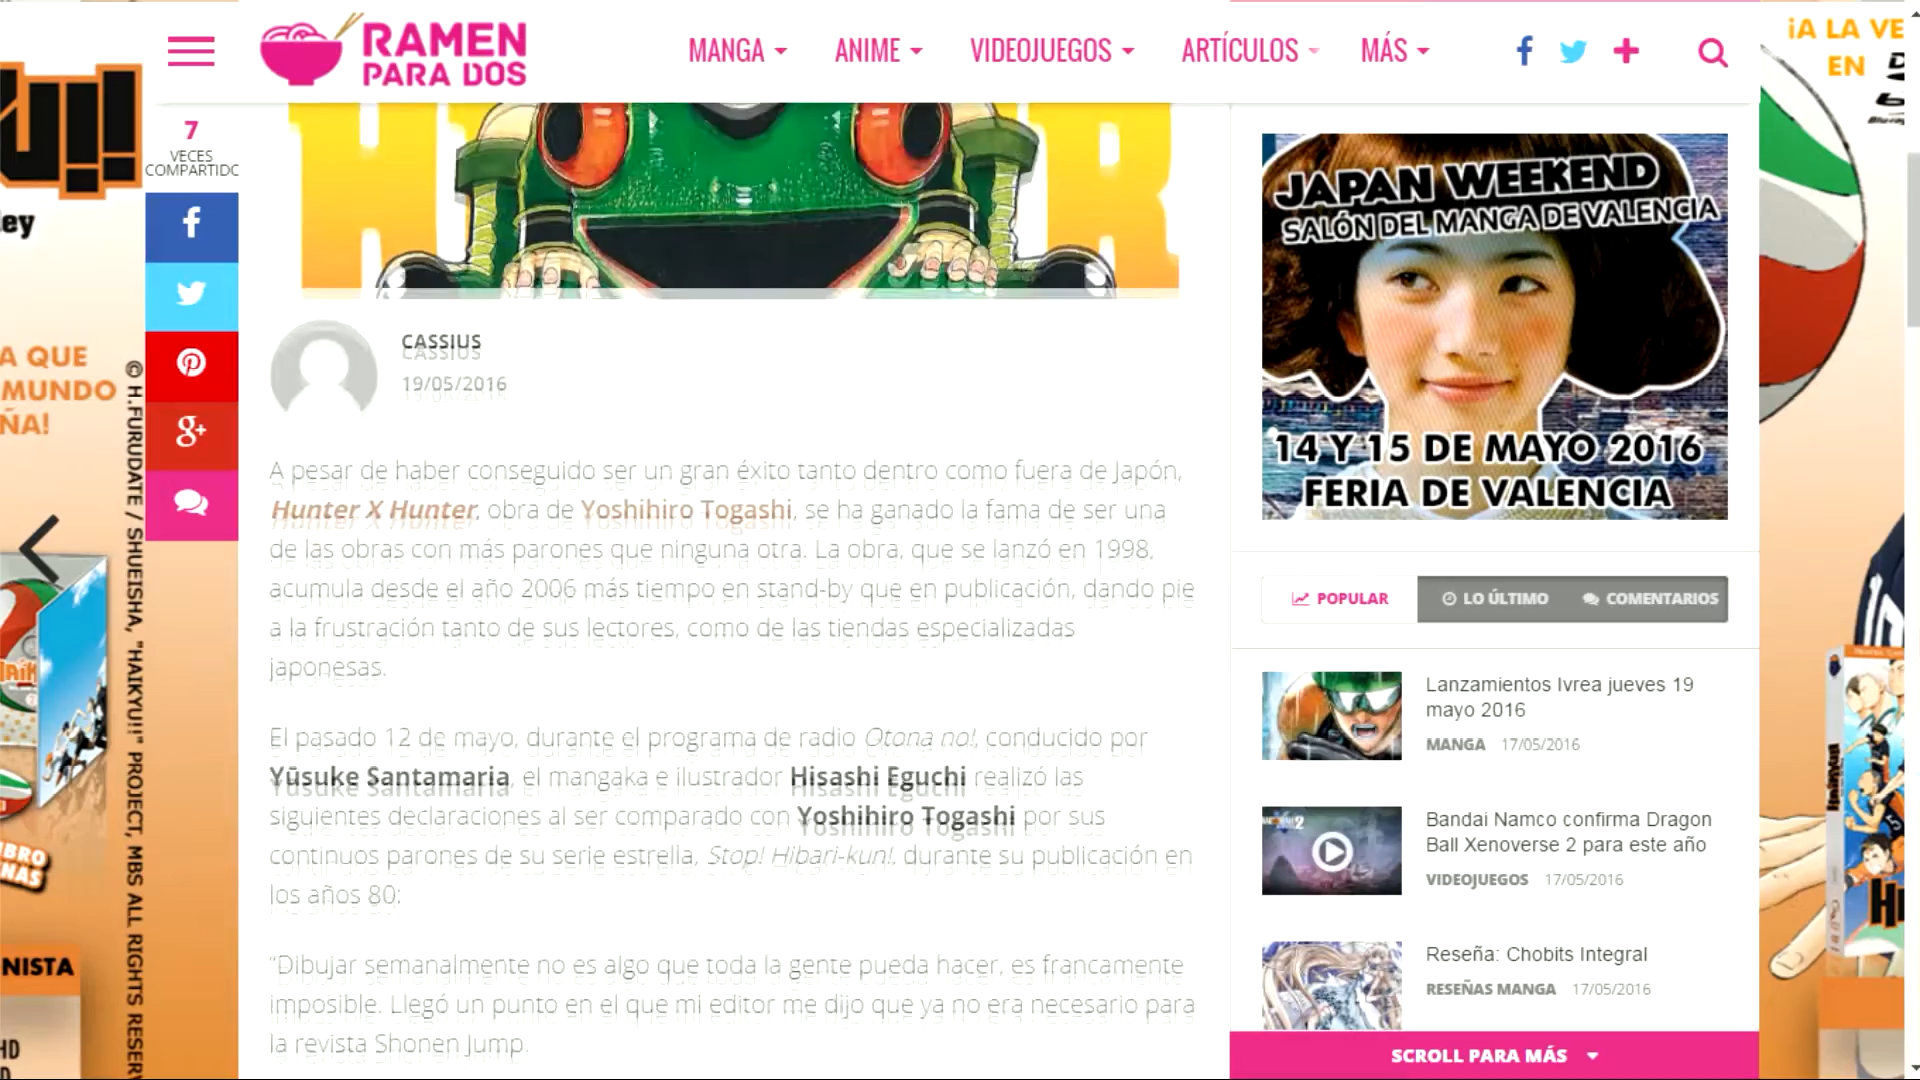 RAMEN
PARA DOS
MANGA
ANIME
VIDEOJUEGOS
ARTÍCULOS
MÁS
¡A LA VE
EN
7
VECES
COMPARTIDO
ey
A QUE
MUNDO
ÑA!
© H.FURUDATE / SHUEISHA, "HAIKYU!!" PROJECT, MBS ALL RIGHTS RESER
NISTA
CASSIUS
19/05/2016
A pesar de haber conseguido ser un gran éxito tanto dentro como fuera de Japón,
Hunter X Hunter, obra de Yoshihiro Togashi, se ha ganado la fama de ser una
de las obras con más parones que ninguna otra. La obra, que se lanzó en 1998,
acumula desde el año 2006 más tiempo en stand-by que en publicación, dando pie
a la frustración tanto de sus lectores, como de las tiendas especializadas
japonesas.
El pasado 12 de mayo, durante el programa de radio Otona no!, conducido por
Yūsuke Santamaria, el mangaka e ilustrador Hisashi Eguchi realizó las
siguientes declaraciones al ser comparado con Yoshihiro Togashi por sus
continuos parones de su serie estrella, Stop! Hibari-kun!, durante su publicación en
los años 80:
“Dibujar semanalmente no es algo que toda la gente pueda hacer, es francamente
imposible. Llegó un punto en el que mi editor me dijo que ya no era necesario para
la revista Shonen Jump.
JAPAN WEEKEND
SALÓN DEL MANGA DE VALENCIA
14 Y 15 DE MAYO 2016
FERIA DE VALENCIA
POPULAR
LO ÚLTIMO
COMENTARIOS
Lanzamientos Ivrea jueves 19
mayo 2016
MANGA 17/05/2016
Bandai Namco confirma Dragon
Ball Xenoverse 2 para este año
VIDEOJUEGOS 17/05/2016
Reseña: Chobits Integral
RESEÑAS MANGA 17/05/2016
SCROLL PARA MÁS